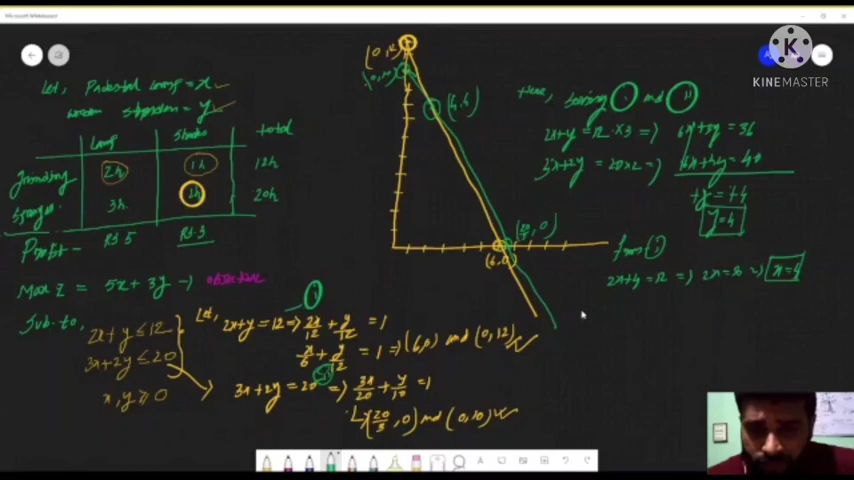 Microsoft Whiteboard
K
KINEMASTER
Let, Pedestal lamp = x
wooden = y
Lamp
Shades
total
Grinding
2h
1h
12h
3h
2h
20h
Profit
Rs. 5
Rs. 3
Max Z = 5x + 3y → objective
Sub. to,
2x + y ≤ 12
3x + 2y ≤ 20
x, y ≥ 0
Let, 2x + y = 12 ⇒ 2x/12 + y/12 = 1
x/6 + y/12 = 1 ⇒ (6, 0) and (0, 12)
3x + 2y = 20 ⇒ 3x/20 + y/10 = 1
(20/3, 0) and (0, 10)
(0, 12)
(0, 10)
(4, 4)
(20/3, 0)
(6, 0)
Here, solving (i) and (ii)
2x + y = 12 × 3 ⇒ 6x + 3y = 36
3x + 2y = 20 × 2 ⇒ 6x + 4y = 40
y = 4
from (i)
2x + 4 = 12 ⇒ 2x = 8 ⇒ x = 4